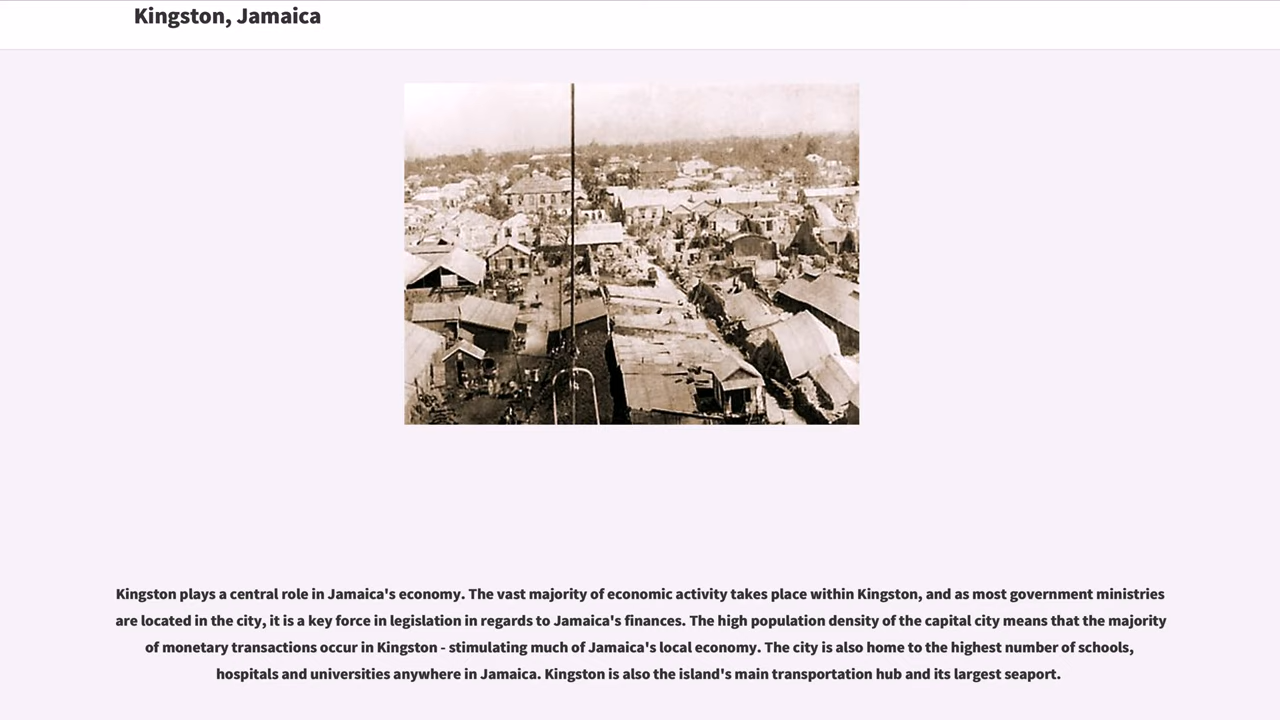 Kingston, Jamaica
Kingston plays a central role in Jamaica's economy. The vast majority of economic activity takes place within Kingston, and as most government ministries
are located in the city, it is a key force in legislation in regards to Jamaica's finances. The high population density of the capital city means that the majority
of monetary transactions occur in Kingston - stimulating much of Jamaica's local economy. The city is also home to the highest number of schools,
hospitals and universities anywhere in Jamaica. Kingston is also the island's main transportation hub and its largest seaport.